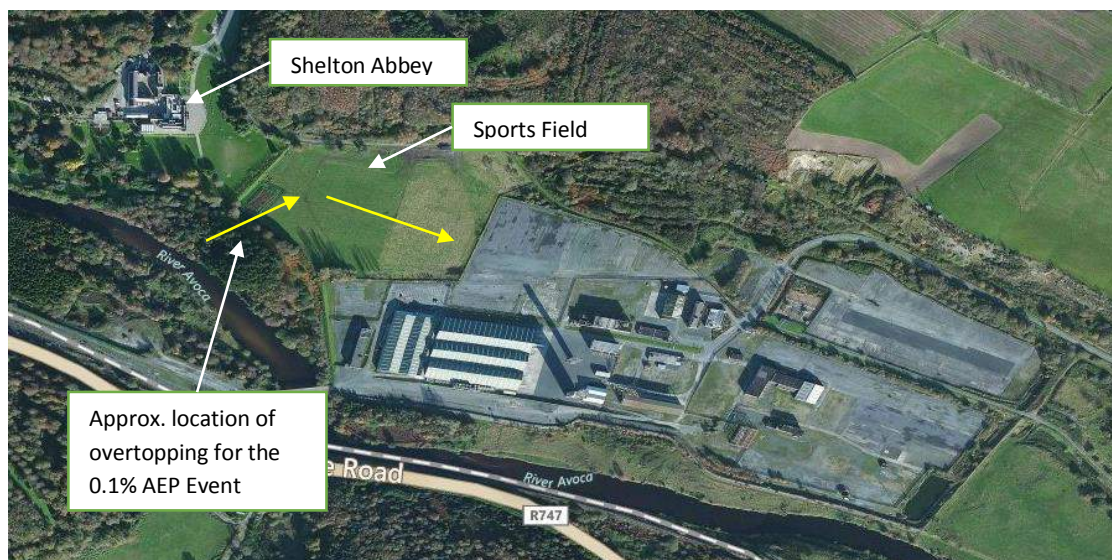 Shelton Abbey
Sports Field
River Avoca
Approx. location of
overtopping for the
0.1% AEP Event
e Road
River Avoca
R747